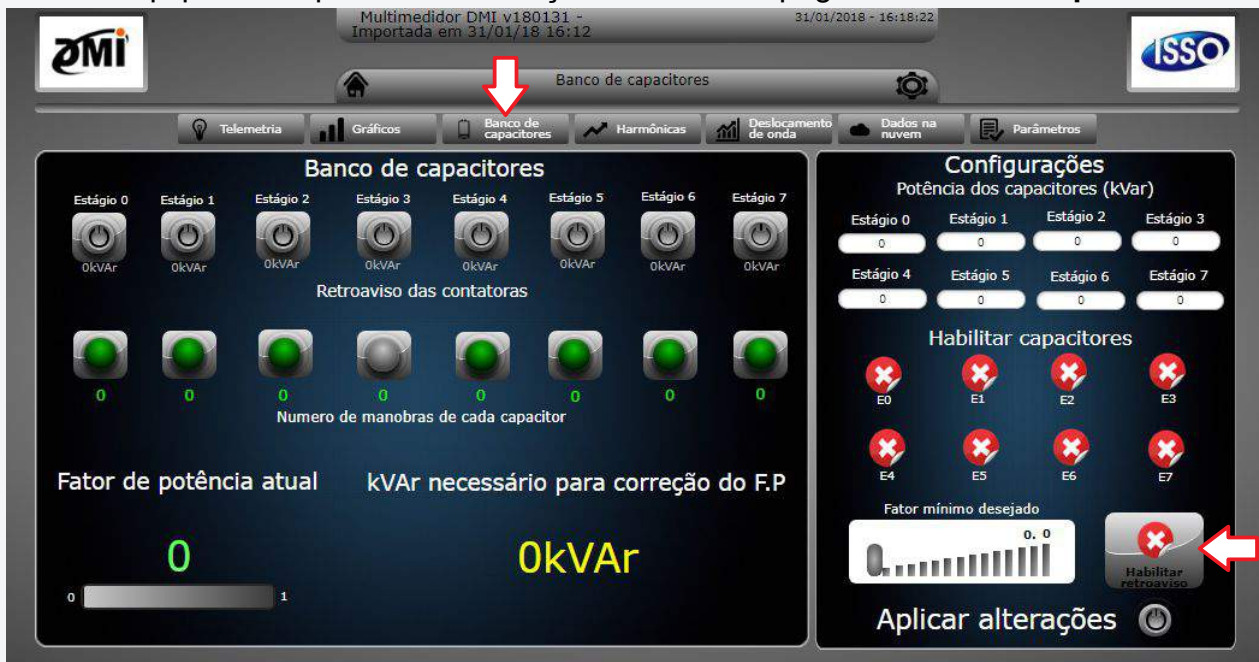 DMi
Multimedidor DMI v180131 -
Importada em 31/01/18 16:12
31/01/2018 - 16:18:22
ISSO
Banco de capacitores
Telemetria
Gráficos
Banco de
capacitores
Harmônicas
Deslocamento
de onda
Dados na
nuvem
Parâmetros
Banco de capacitores
Estágio 0 Estágio 1 Estágio 2 Estágio 3 Estágio 4 Estágio 5 Estágio 6 Estágio 7
0kVAr 0kVAr 0kVAr 0kVAr 0kVAr 0kVAr 0kVAr 0kVAr
Retroaviso das contatoras
0 0 0 0 0 0 0 0
Numero de manobras de cada capacitor
Fator de potência atual
0
0 1
kVAr necessário para correção do F.P
0kVAr
Configurações
Potência dos capacitores (kVar)
Estágio 0 Estágio 1 Estágio 2 Estágio 3
0 0 0 0
Estágio 4 Estágio 5 Estágio 6 Estágio 7
0 0 0 0
Habilitar capacitores
E0 E1 E2 E3
E4 E5 E6 E7
Fator mínimo desejado
0. 0
Habilitar
retroaviso
Aplicar alterações